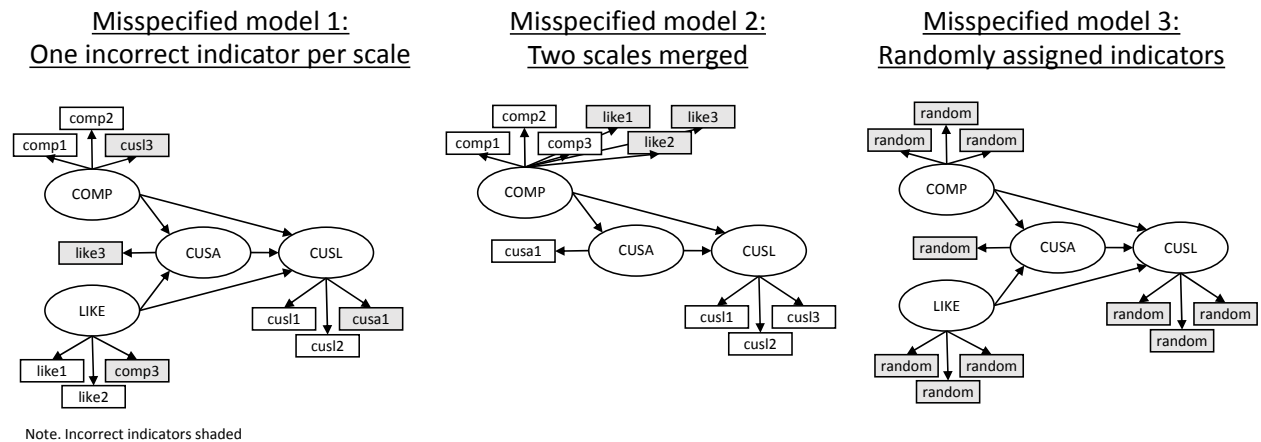 Misspecified model 1:
One incorrect indicator per scale
comp2
comp1
cusl3
COMP
like3
CUSA
CUSL
LIKE
cusl1
cusa1
cusl2
like1
comp3
like2
Note. Incorrect indicators shaded
Misspecified model 2:
Two scales merged
comp2
like1
like3
comp1
comp3
like2
COMP
cusa1
CUSA
CUSL
cusl1
cusl3
cusl2
Misspecified model 3:
Randomly assigned indicators
random
random
random
COMP
random
CUSA
CUSL
LIKE
random
random
random
random
random
random